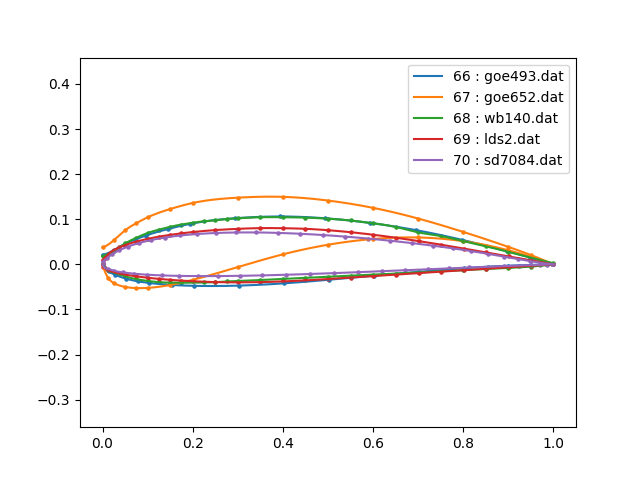 0.4
0.3
0.2
0.1
0.0
−0.1
−0.2
−0.3
0.0
0.2
0.4
0.6
0.8
1.0
66 : goe493.dat
67 : goe652.dat
68 : wb140.dat
69 : lds2.dat
70 : sd7084.dat